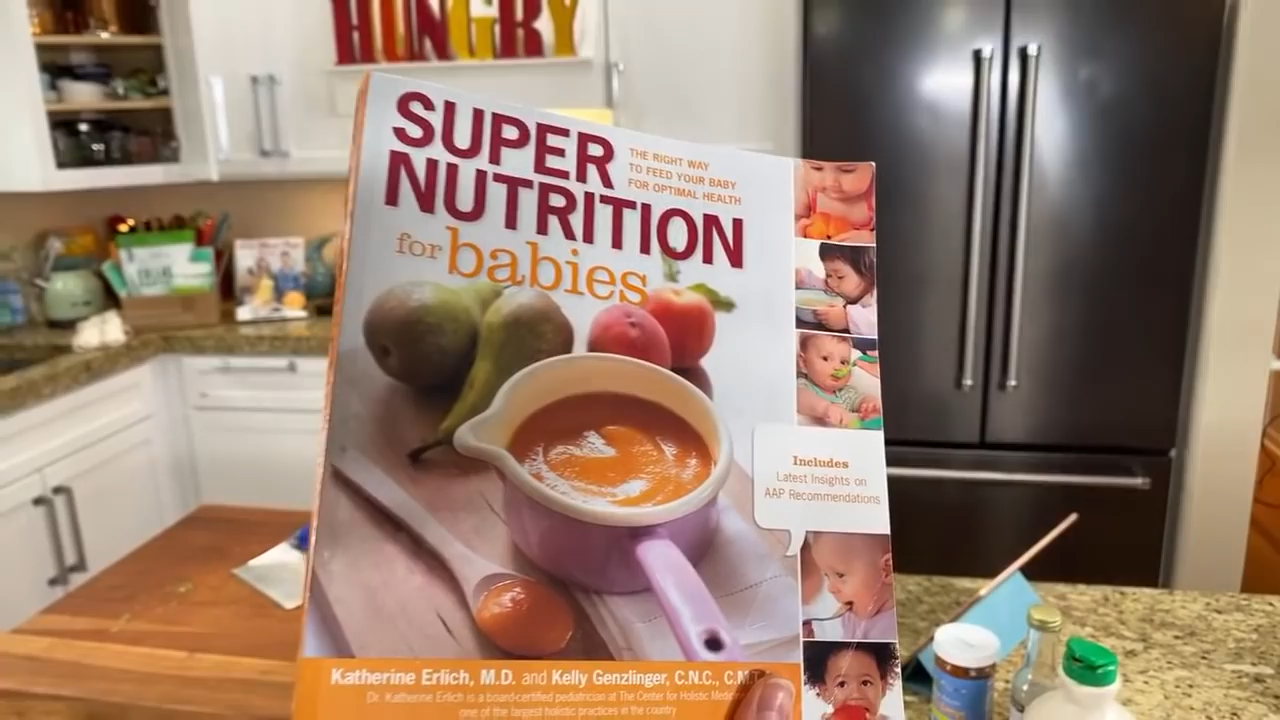 HUNGRY
SUPER
NUTRITION
for babies
THE RIGHT WAY
TO FEED YOUR BABY
FOR OPTIMAL HEALTH
Includes
Latest Insights on
AAP Recommendations
Katherine Erlich, M.D. and Kelly Genzlinger, C.N.C., C.M.T.
Dr. Katherine Erlich is a board-certified pediatrician at The Center for Holistic
one of the largest holistic practices in the country